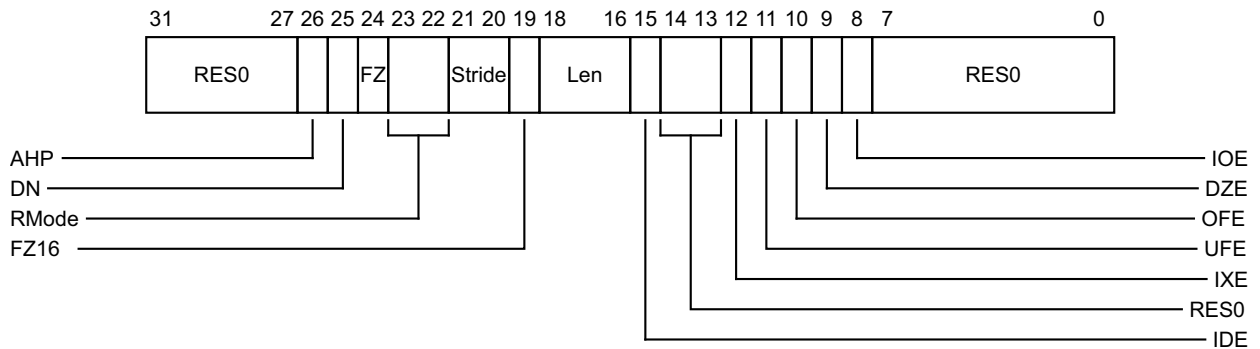 31 27 26 25 24 23 22 21 20 19 18 16 15 14 13 12 11 10 9 8 7 0
RES0 FZ Stride Len RES0
AHP IOE
DN DZE
RMode OFE
FZ16 UFE
IXE
RES0
IDE